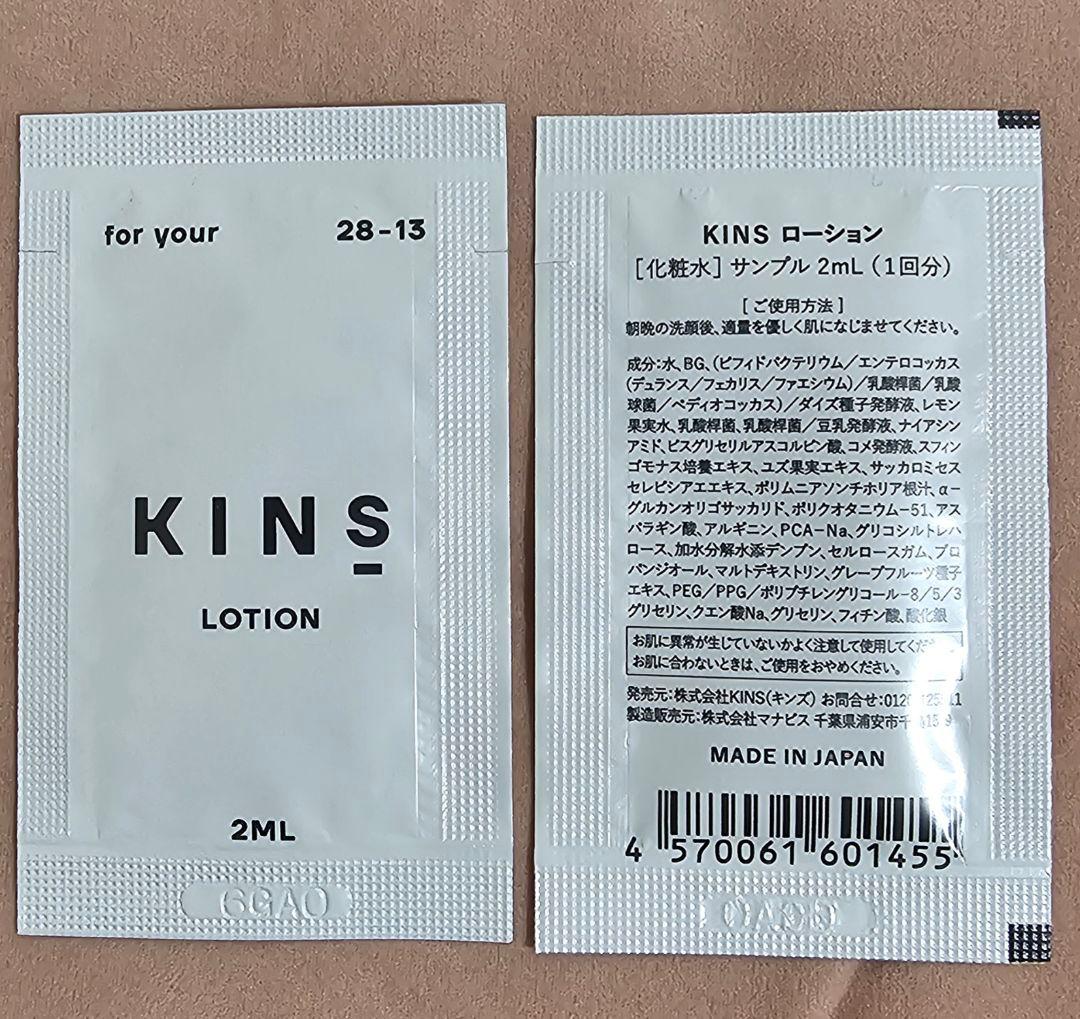 for your 28-13
KINS
LOTION
2ML
6GAO
KINS ローション
［化粧水］サンプル 2mL（1回分）
［ご使用方法］
朝晩の洗顔後、適量を優しく肌になじませてください。
成分：水、BG、（ビフィドバクテリウム／エンテロコッカス
（デュランス／フェカリス／ファエシウム）／乳酸桿菌／乳酸
球菌／ペディオコッカス）／ダイズ種子発酵液、レモン
果実水、乳酸桿菌、乳酸桿菌／豆乳発酵液、ナイアシン
アミド、ビスグリセリルアスコルビン酸、コメ発酵液、スフィン
ゴモナス培養エキス、ユズ果実エキス、サッカロミセス
セレビシアエエキス、ポリムニアソンチホリア根汁、α－
グルカンオリゴサッカリド、ポリクオタニウム－51、アス
パラギン酸、アルギニン、PCA－Na、グリコシルトレハ
ロース、加水分解水添デンプン、セルロースガム、プロ
パンジオール、マルトデキストリン、グレープフルーツ種子
エキス、PEG／PPG／ポリブチレングリコール－8／5／3
グリセリン、クエン酸Na、グリセリン、フィチン酸、酸化銀
お肌に異常が生じていないかよく注意して使用してくだ
お肌に合わないときは、ご使用をおやめください。
発売元：株式会社KINS（キンズ） お問合せ：
製造販売元：株式会社マナビス 千葉県浦安市
MADE IN JAPAN
4 570061 601455